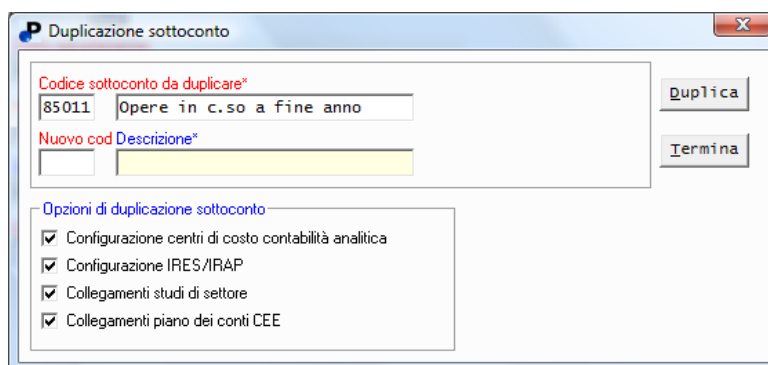 Duplicazione sottoconto
Codice sottoconto da duplicare*
85011 Opere in c.so a fine anno
Duplica
Nuovo cod Descrizione*
Termina
Opzioni di duplicazione sottoconto
Configurazione centri di costo contabilità analitica
Configurazione IRES/IRAP
Collegamenti studi di settore
Collegamenti piano dei conti CEE